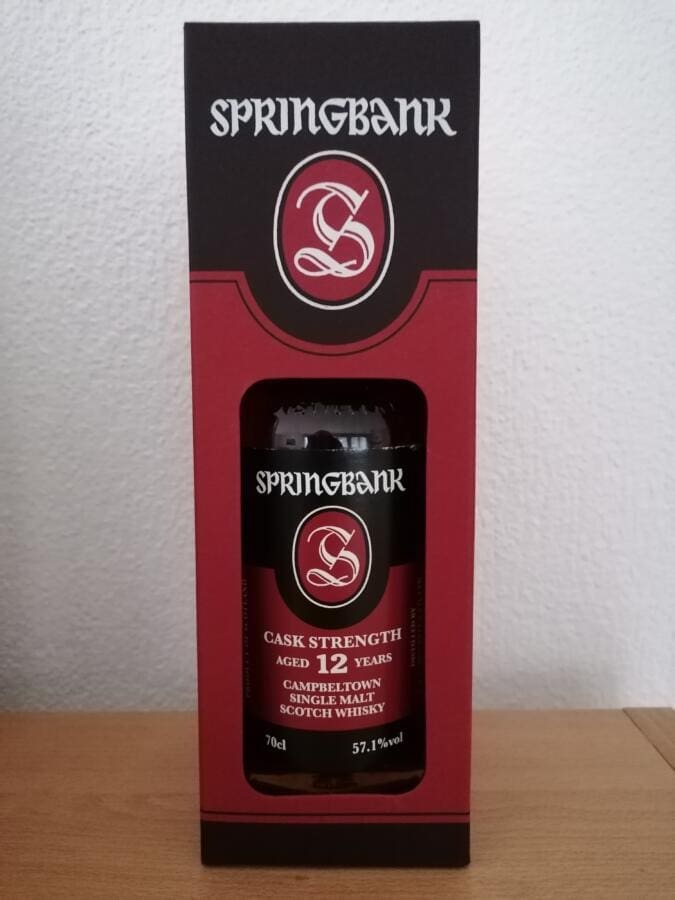 SPRINGBANK
S
SPRINGBANK
S
CASK STRENGTH
AGED 12 YEARS
CAMPBELTOWN
SINGLE MALT
SCOTCH WHISKY
70cl 57.1%vol